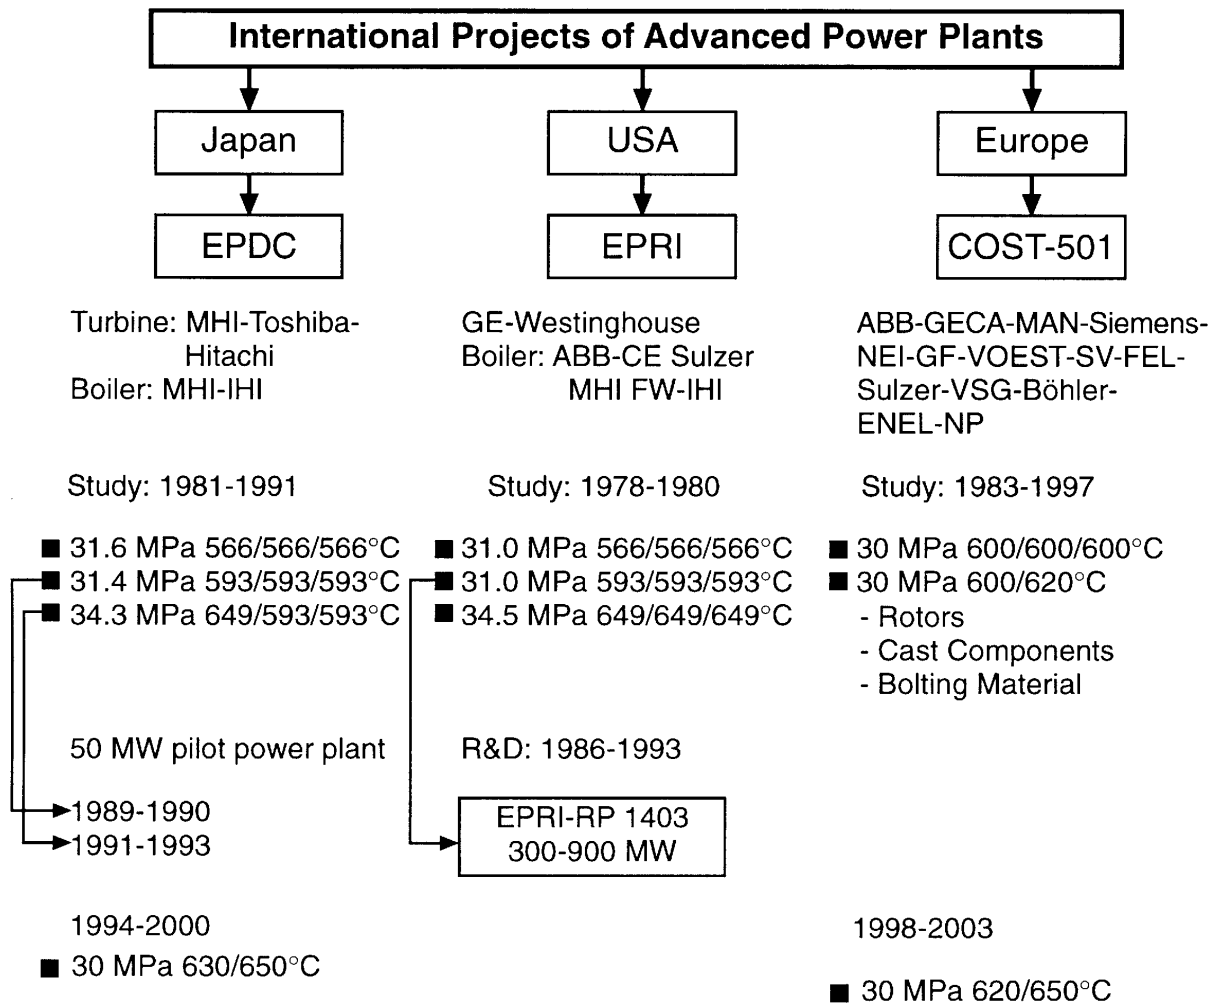 International Projects of Advanced Power Plants
Japan
USA
Europe
EPDC
EPRI
COST-501
Turbine: MHI-Toshiba-
Hitachi
Boiler: MHI-IHI
GE-Westinghouse
Boiler: ABB-CE Sulzer
MHI FW-IHI
ABB-GECA-MAN-Siemens-
NEI-GF-VOEST-SV-FEL-
Sulzer-VSG-Böhler-
ENEL-NP
Study: 1981-1991
Study: 1978-1980
Study: 1983-1997
■ 31.6 MPa 566/566/566°C
■ 31.4 MPa 593/593/593°C
■ 34.3 MPa 649/593/593°C
■ 31.0 MPa 566/566/566°C
■ 31.0 MPa 593/593/593°C
■ 34.5 MPa 649/649/649°C
■ 30 MPa 600/600/600°C
■ 30 MPa 600/620°C
- Rotors
- Cast Components
- Bolting Material
50 MW pilot power plant
1989-1990
1991-1993
R&D: 1986-1993
EPRI-RP 1403
300-900 MW
1994-2000
■ 30 MPa 630/650°C
1998-2003
■ 30 MPa 620/650°C